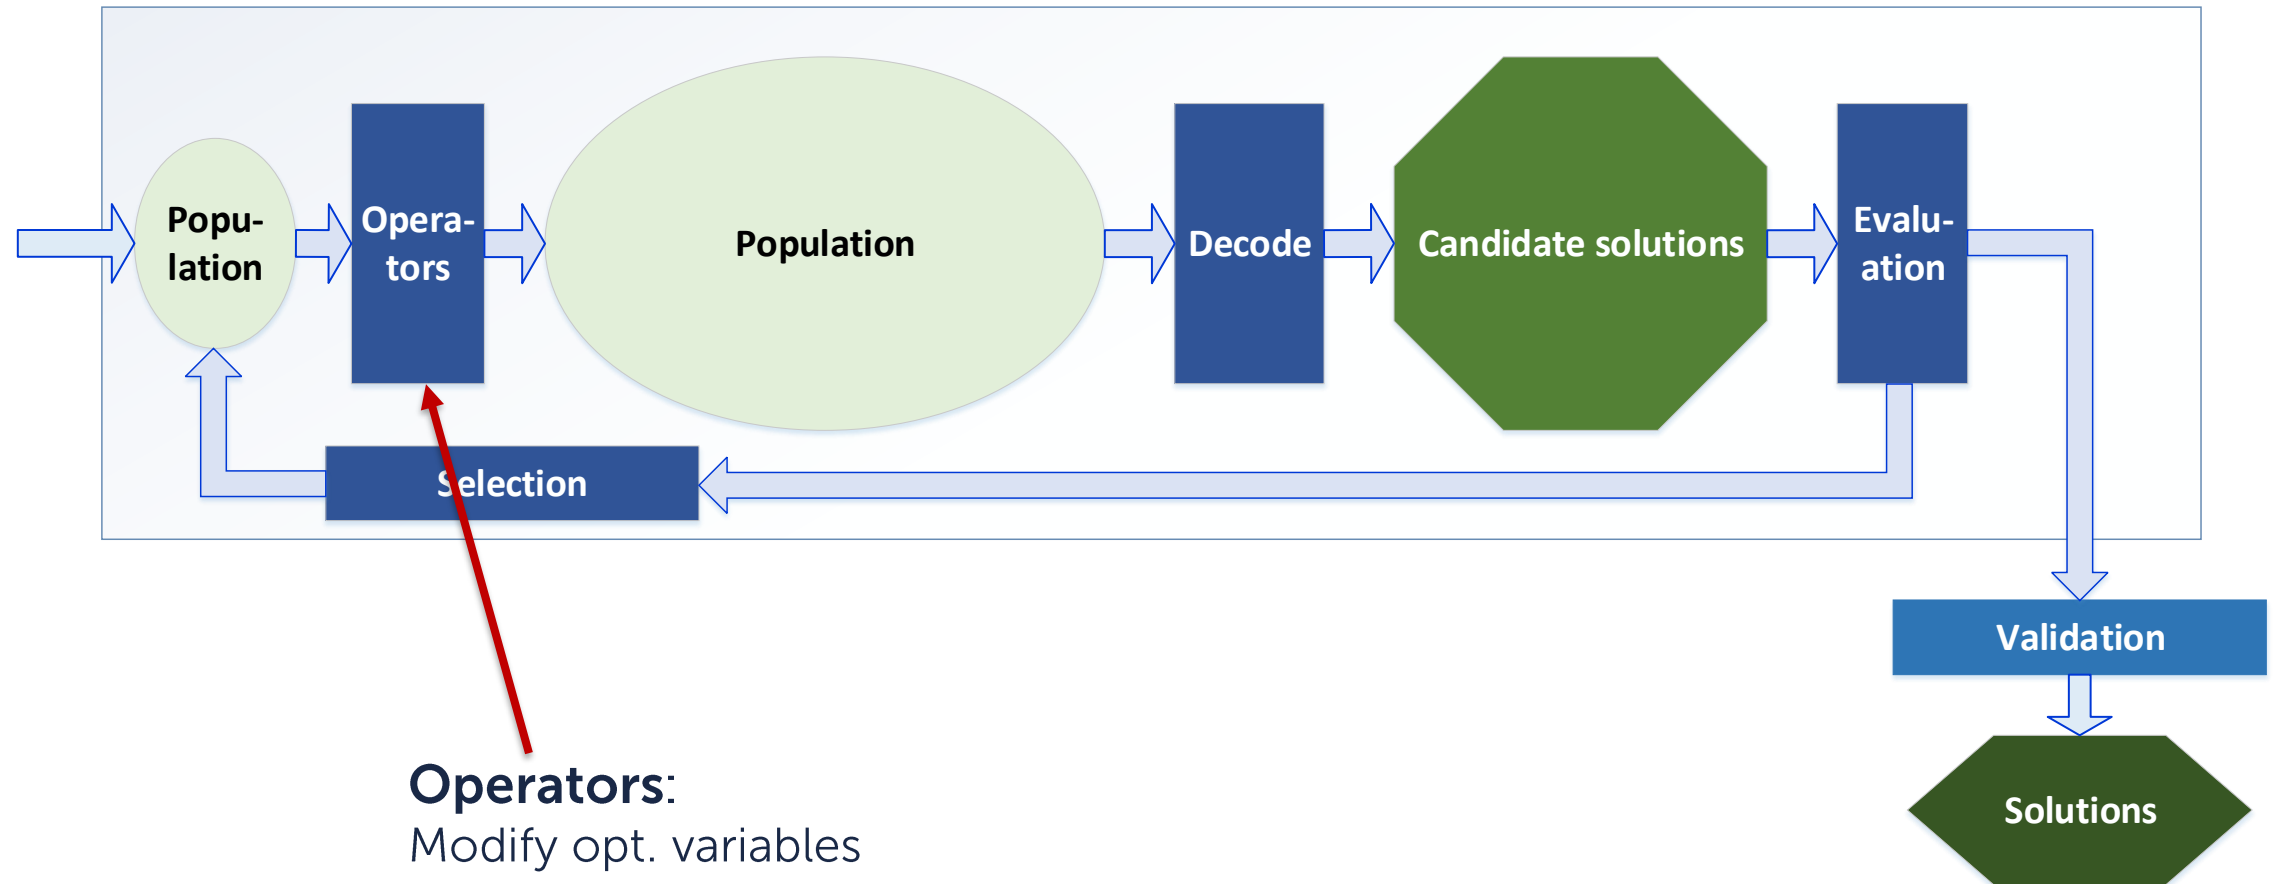 Popu-
lation
Opera-
tors
Population
Decode
Candidate solutions
Evalu-
ation
Selection
Validation
Solutions
Operators:
Modify opt. variables